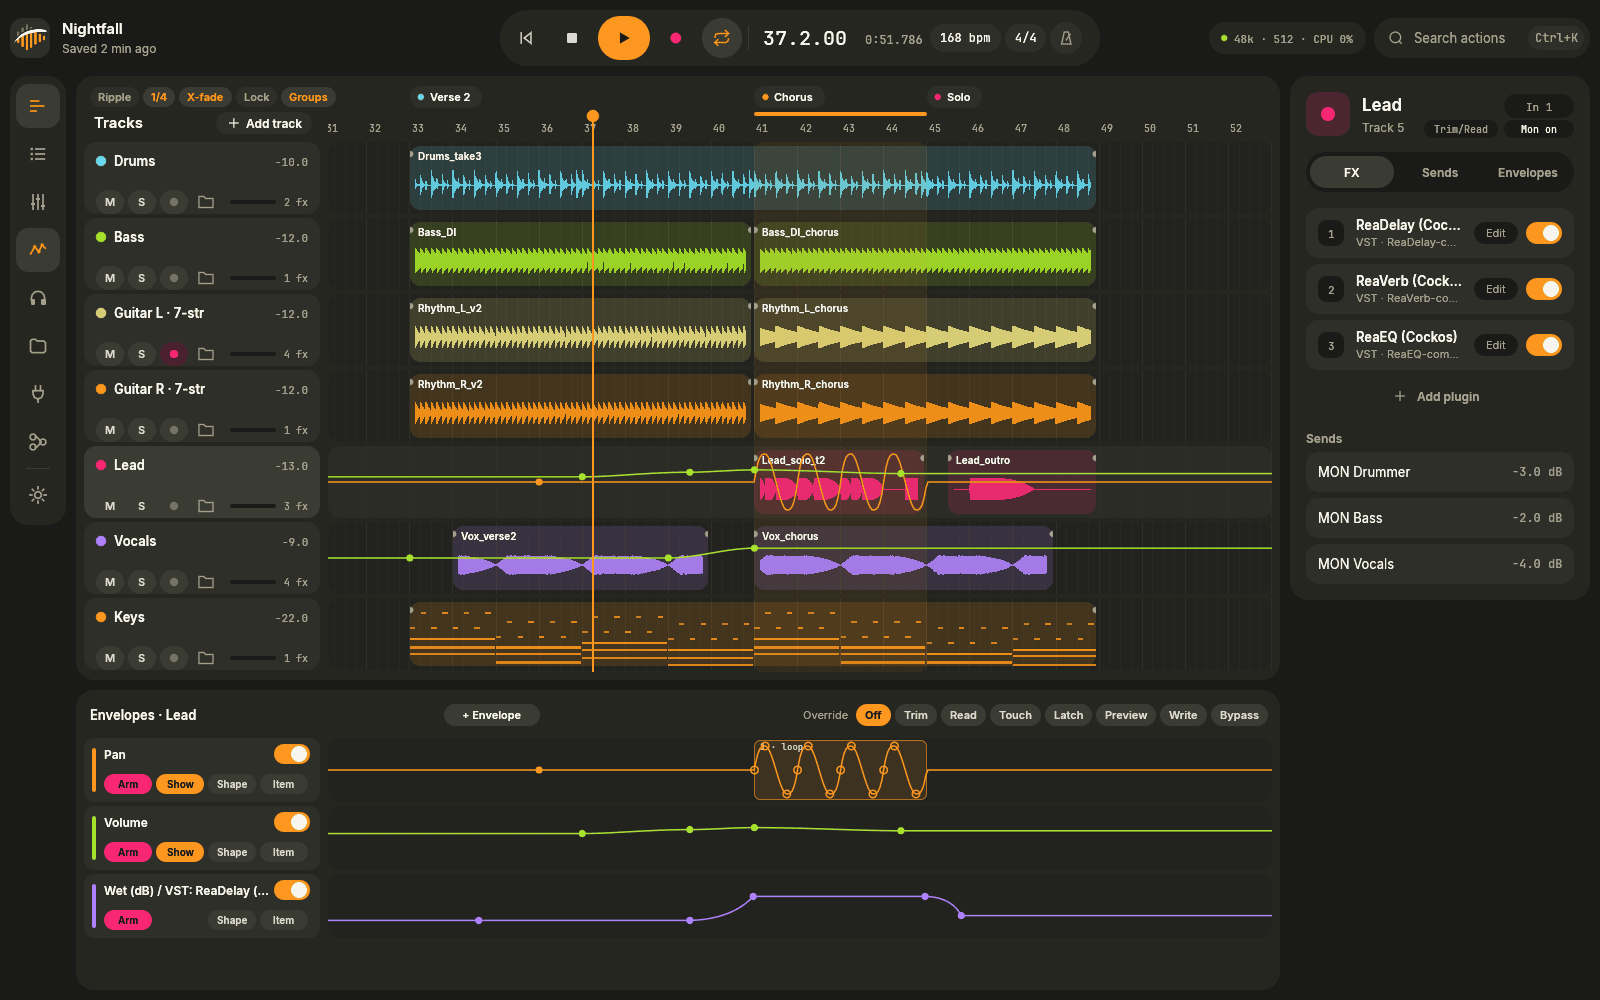 Nightfall
Saved 2 min ago
37.2.00
0:51.786
168 bpm
4/4
48k · 512 · CPU 0%
Search actions
Ctrl+K
Ripple
1/4
X-fade
Lock
Groups
Verse 2
Chorus
Solo
Tracks
+ Add track
31 32 33 34 35 36 37 38 39 40 41 42 43 44 45 46 47 48 49 50 51 52
Drums
-10.0
M S
2 fx
Drums_take3
Bass
-12.0
M S
1 fx
Bass_DI
Bass_DI_chorus
Guitar L · 7-str
-12.0
M S
4 fx
Rhythm_L_v2
Rhythm_L_chorus
Guitar R · 7-str
-12.0
M S
1 fx
Rhythm_R_v2
Rhythm_R_chorus
Lead
-13.0
M S
3 fx
Lead_solo_t2
Lead_outro
Vocals
-9.0
M S
4 fx
Vox_verse2
Vox_chorus
Keys
-22.0
M S
1 fx
Lead
Track 5
In 1
Trim/Read
Mon on
FX
Sends
Envelopes
1
ReaDelay (Coc...
VST · ReaDelay-c...
Edit
2
ReaVerb (Cock...
VST · ReaVerb-co...
Edit
3
ReaEQ (Cockos)
VST · ReaEQ-com...
Edit
+ Add plugin
Sends
MON Drummer
-3.0 dB
MON Bass
-2.0 dB
MON Vocals
-4.0 dB
Envelopes · Lead
+ Envelope
Override
Off
Trim
Read
Touch
Latch
Preview
Write
Bypass
Pan
Arm
Show
Shape
Item
· loop
Volume
Arm
Show
Shape
Item
Wet (dB) / VST: ReaDelay (...
Arm
Shape
Item